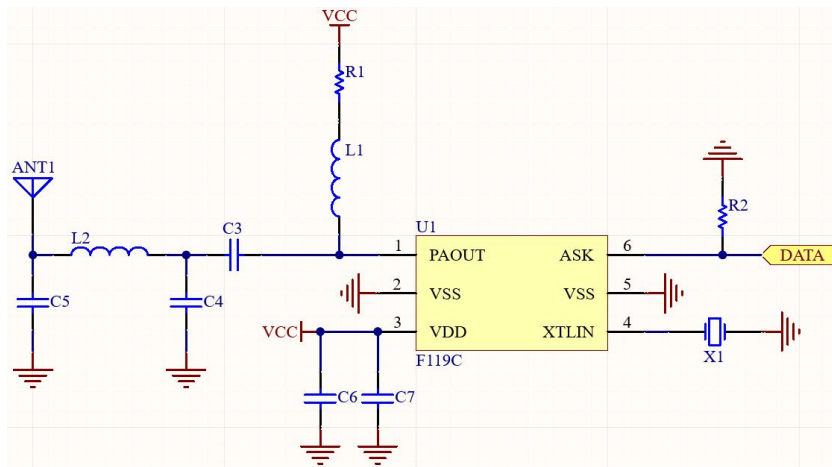 VCC
R1
L1
ANT1
L2
C3
C5
C4
U1
1 PAOUT ASK 6
2 VSS VSS 5
3 VDD XTLIN 4
F119C
R2
DATA
VCC
X1
C6
C7